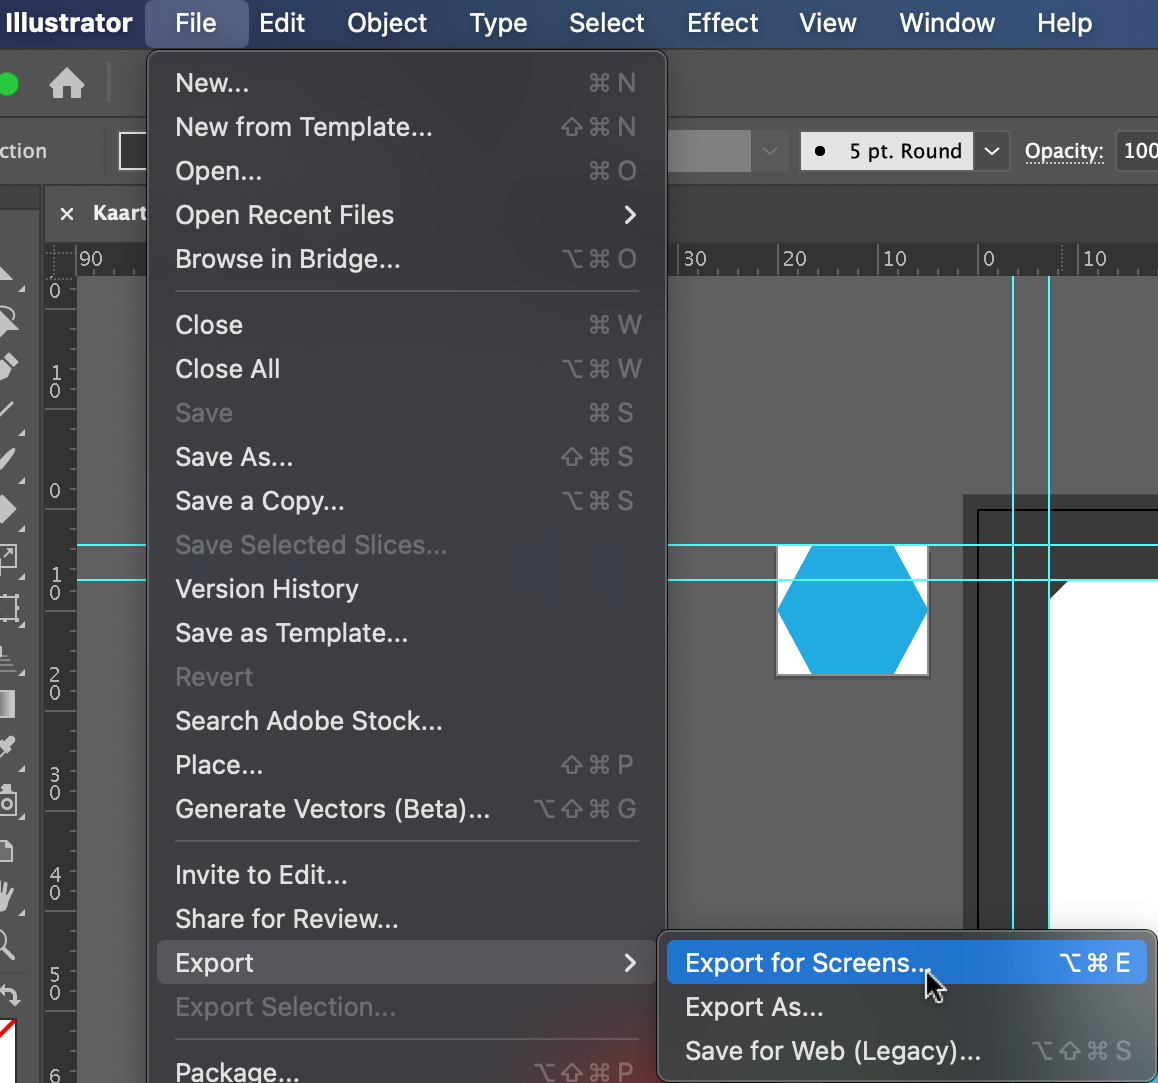 Illustrator File Edit Object Type Select Effect View Window Help
ction 5 pt. Round Opacity: 100
× Kaart
90 30 20 10 0 10
New... ⌘ N
New from Template... ⇧ ⌘ N
Open... ⌘ O
Open Recent Files >
Browse in Bridge... ⌥ ⌘ O
Close ⌘ W
Close All ⌥ ⌘ W
Save ⌘ S
Save As... ⇧ ⌘ S
Save a Copy... ⌥ ⌘ S
Save Selected Slices...
Version History
Save as Template...
Revert
Search Adobe Stock...
Place... ⇧ ⌘ P
Generate Vectors (Beta)... ⌥ ⇧ ⌘ G
Invite to Edit...
Share for Review...
Export >
Export Selection...
Package... ⌥ ⇧ ⌘ P
Export for Screens... ⌥ ⌘ E
Export As...
Save for Web (Legacy)... ⌥ ⇧ ⌘ S
0
10
0
10
20
30
40
50
6